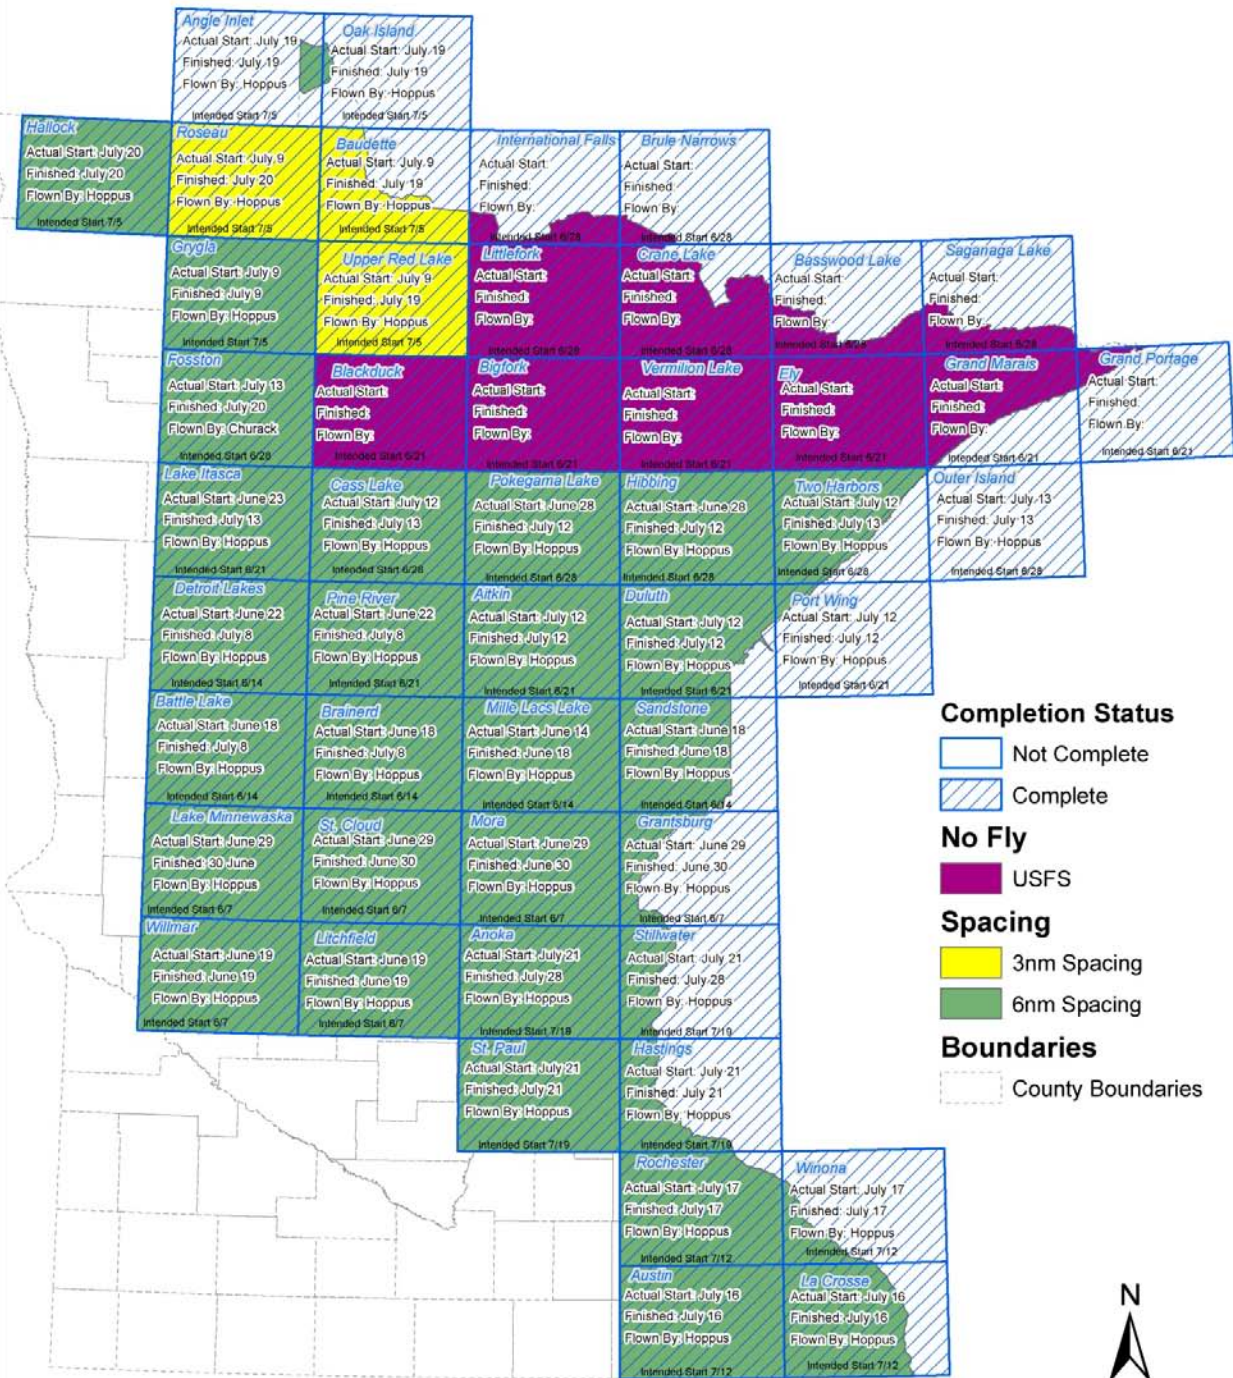 Angle Inlet
Actual Start: July 19
Finished: July 19
Flown By: Hoppus
Intended Start 7/5
Oak Island
Actual Start: July 19
Finished: July 19
Flown By: Hoppus
Intended Start 7/5
Hallock
Actual Start: July 20
Finished: July 20
Flown By: Hoppus
Intended Start 7/5
Roseau
Actual Start: July 9
Finished: July 20
Flown By: Hoppus
Intended Start 7/5
Baudette
Actual Start: July 9
Finished: July 19
Flown By: Hoppus
Intended Start 7/5
International Falls
Actual Start:
Finished:
Flown By:
Intended Start 6/28
Brule Narrows
Actual Start:
Finished:
Flown By:
Intended Start 6/28
Grygla
Actual Start: July 9
Finished: July 9
Flown By: Hoppus
Intended Start 7/5
Upper Red Lake
Actual Start: July 9
Finished: July 19
Flown By: Hoppus
Intended Start 7/5
Littlefork
Actual Start:
Finished:
Flown By:
Intended Start 6/28
Crane Lake
Actual Start:
Finished:
Flown By:
Intended Start 6/28
Basswood Lake
Actual Start:
Finished:
Flown By:
Intended Start 6/28
Saganaga Lake
Actual Start:
Finished:
Flown By:
Intended Start 6/28
Fosston
Actual Start: July 13
Finished: July 20
Flown By: Churack
Intended Start 6/28
Blackduck
Actual Start:
Finished:
Flown By:
Intended Start 6/21
Bigfork
Actual Start:
Finished:
Flown By:
Intended Start 6/21
Vermilion Lake
Actual Start:
Finished:
Flown By:
Intended Start 6/21
Ely
Actual Start:
Finished:
Flown By:
Intended Start 6/21
Grand Marais
Actual Start:
Finished:
Flown By:
Intended Start 6/21
Grand Portage
Actual Start:
Finished:
Flown By:
Intended Start 6/21
Lake Itasca
Actual Start: June 23
Finished: July 13
Flown By: Hoppus
Intended Start 6/21
Cass Lake
Actual Start: July 12
Finished: July 13
Flown By: Hoppus
Intended Start 6/28
Pokegama Lake
Actual Start: June 28
Finished: July 12
Flown By: Hoppus
Intended Start 6/28
Hibbing
Actual Start: June 28
Finished: July 12
Flown By: Hoppus
Intended Start 6/28
Two Harbors
Actual Start: July 12
Finished: July 13
Flown By: Hoppus
Intended Start 6/28
Outer Island
Actual Start: July 13
Finished: July 13
Flown By: Hoppus
Intended Start 6/28
Detroit Lakes
Actual Start: June 22
Finished: July 8
Flown By: Hoppus
Intended Start 6/14
Pine River
Actual Start: June 22
Finished: July 8
Flown By: Hoppus
Intended Start 6/21
Aitkin
Actual Start: July 12
Finished: July 12
Flown By: Hoppus
Intended Start 6/21
Duluth
Actual Start: July 12
Finished: July 12
Flown By: Hoppus
Intended Start 6/21
Port Wing
Actual Start: July 12
Finished: July 12
Flown By: Hoppus
Intended Start 6/21
Battle Lake
Actual Start: June 18
Finished: July 8
Flown By: Hoppus
Intended Start 6/14
Brainerd
Actual Start: June 18
Finished: July 8
Flown By: Hoppus
Intended Start 6/14
Mille Lacs Lake
Actual Start: June 14
Finished: June 18
Flown By: Hoppus
Intended Start 6/14
Sandstone
Actual Start: June 18
Finished: June 18
Flown By: Hoppus
Intended Start 6/14
Lake Minnewaska
Actual Start: June 29
Finished: 30 June
Flown By: Hoppus
Intended Start 6/7
St. Cloud
Actual Start: June 29
Finished: June 30
Flown By: Hoppus
Intended Start 6/7
Mora
Actual Start: June 29
Finished: June 30
Flown By: Hoppus
Intended Start 6/7
Grantsburg
Actual Start: June 29
Finished: June 30
Flown By: Hoppus
Intended Start 6/7
Willmar
Actual Start: June 19
Finished: June 19
Flown By: Hoppus
Intended Start 6/7
Litchfield
Actual Start: June 19
Finished: June 19
Flown By: Hoppus
Intended Start 6/7
Anoka
Actual Start: July 21
Finished: July 28
Flown By: Hoppus
Intended Start 7/19
Stillwater
Actual Start: July 21
Finished: July 28
Flown By: Hoppus
Intended Start 7/19
St. Paul
Actual Start: July 21
Finished: July 21
Flown By: Hoppus
Intended Start 7/19
Hastings
Actual Start: July 21
Finished: July 21
Flown By: Hoppus
Intended Start 7/19
Rochester
Actual Start: July 17
Finished: July 17
Flown By: Hoppus
Intended Start 7/12
Winona
Actual Start: July 17
Finished: July 17
Flown By: Hoppus
Intended Start 7/12
Austin
Actual Start: July 16
Finished: July 16
Flown By: Hoppus
Intended Start 7/12
La Crosse
Actual Start: July 16
Finished: July 16
Flown By: Hoppus
Intended Start 7/12
Completion Status
Not Complete
Complete
No Fly
USFS
Spacing
3nm Spacing
6nm Spacing
Boundaries
County Boundaries
N